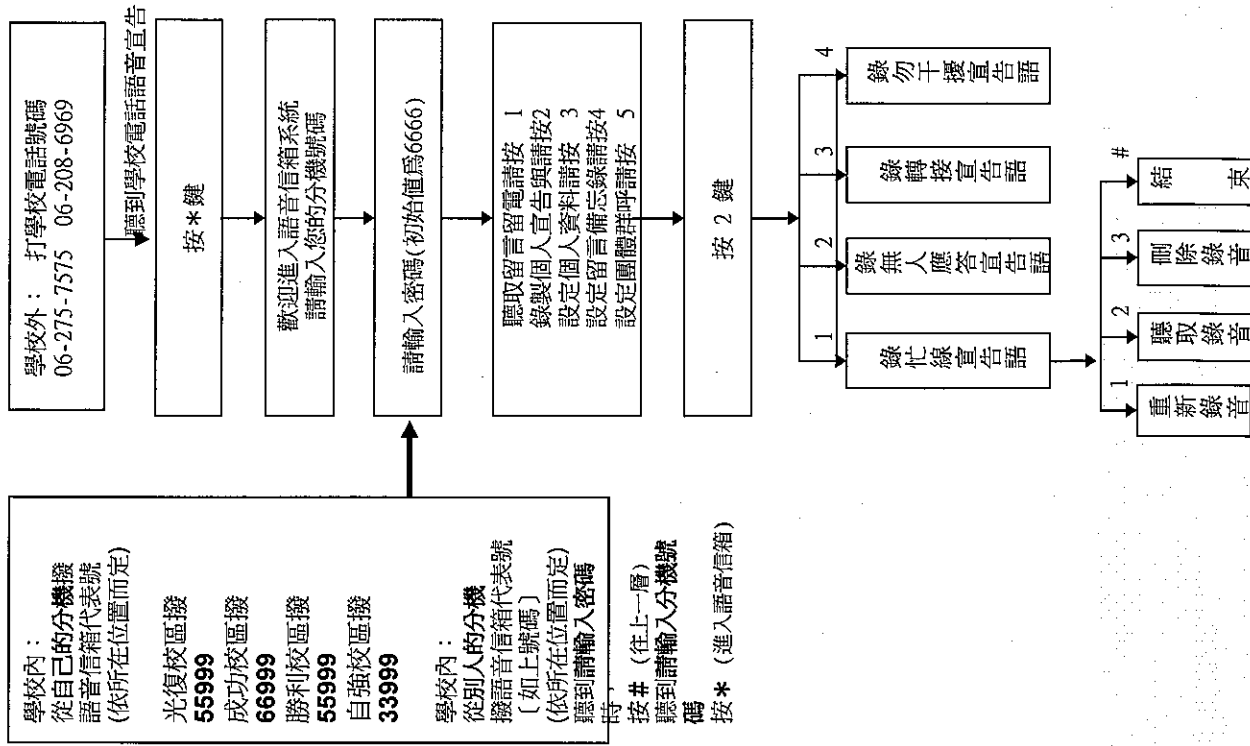 學校外： 打學校電話號碼
06-275-7575 06-208-6969
聽到學校電話語音宣告
按＊鍵
歡迎進入語音信箱系統
請輸入您的分機號碼
請輸入密碼(初始值爲6666)
聽取留言留電請按 1
錄製個人宣告與請按2
設定個人資料請按 3
設定留言備忘錄請按4
設定團體群呼請按 5
按 2 鍵
1
2
3
4
錄忙線宣告語
錄無人應答宣告語
錄轉接宣告語
錄勿干擾宣告語
1
2
3
#
重新錄音
聽取錄音
刪除錄音
結束
學校內：
從自己的分機撥
語音信箱代表號
(依所在位置而定)
光復校區撥
55999
成功校區撥
66999
勝利校區撥
55999
自強校區撥
33999
學校內：
從別人的分機
撥語音信箱代表號
〔如上號碼〕
(依所在位置而定)
聽到請輸入密碼
時，
按＃（往上一層）
聽到請輸入分機號
碼
按＊（進入語音信箱）